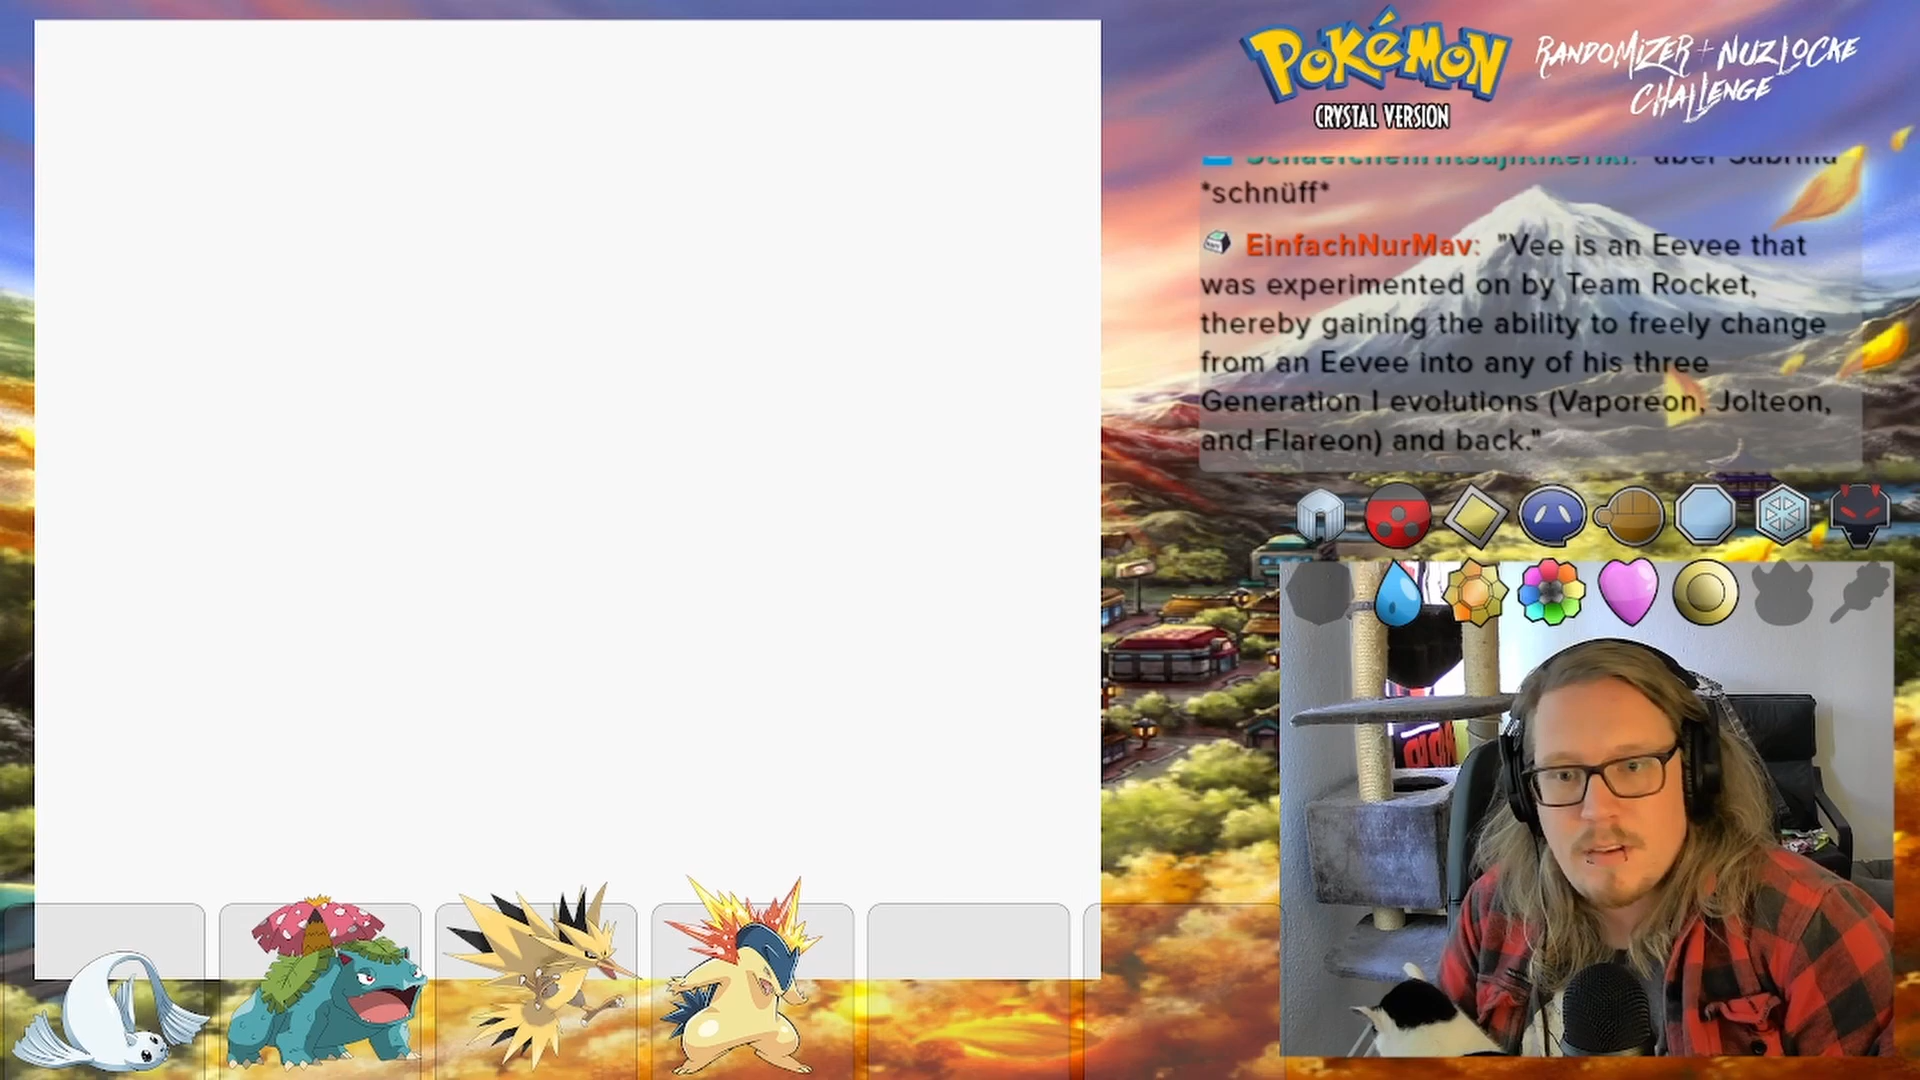 POKéMON
CRYSTAL VERSION
RANDOMIZER + NUZLOCKE
CHALLENGE
aber Sabrina
*schnüff*
EinfachNurMav: "Vee is an Eevee that
was experimented on by Team Rocket,
thereby gaining the ability to freely change
from an Eevee into any of his three
Generation I evolutions (Vaporeon, Jolteon,
and Flareon) and back."